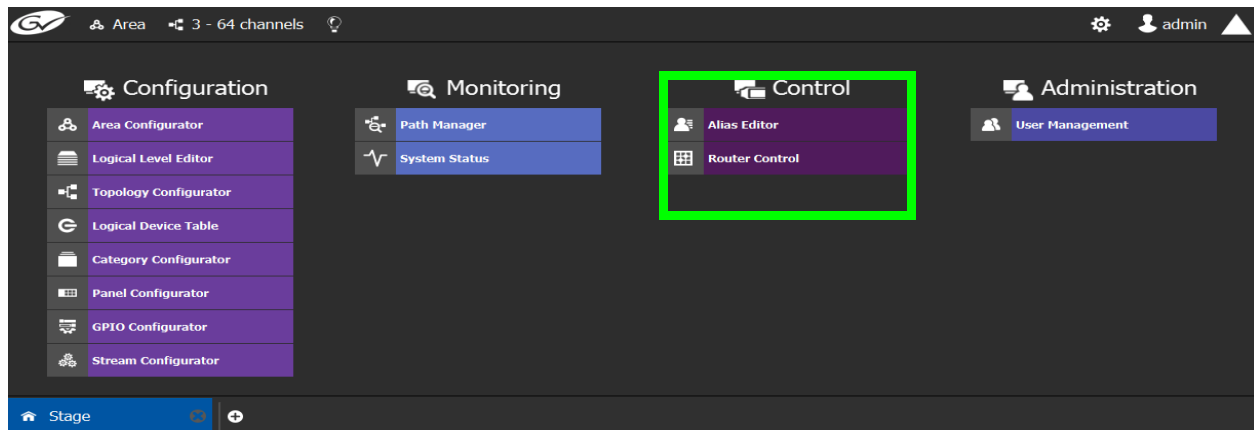 GV Area 3 - 64 channels admin
Configuration
Area Configurator
Logical Level Editor
Topology Configurator
Logical Device Table
Category Configurator
Panel Configurator
GPIO Configurator
Stream Configurator
Monitoring
Path Manager
System Status
Control
Alias Editor
Router Control
Administration
User Management
Stage